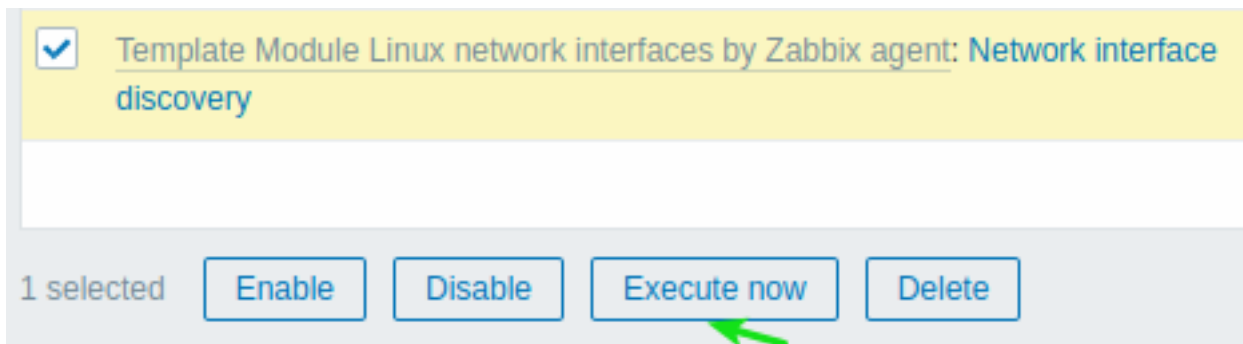 Template Module Linux network interfaces by Zabbix agent: Network interface
discovery
1 selected Enable Disable Execute now Delete